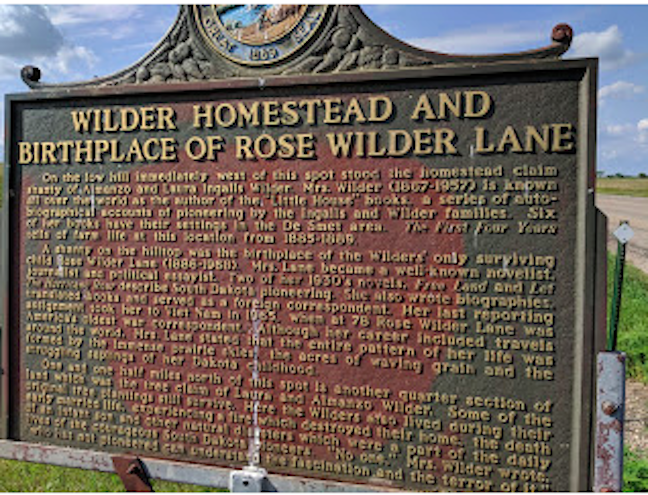 GREAT SEAL
WILDER HOMESTEAD AND
BIRTHPLACE OF ROSE WILDER LANE
On the low hill immediately west of this spot stood the homestead claim
shanty of Almanzo and Laura Ingalls Wilder. Mrs. Wilder (1867-1957) is known
all over the world as the author of the "Little House" books, a series of auto-
biographical accounts of pioneering by the Ingalls and Wilder families. Six
of her books have their settings in the De Smet area. The First Four Years
tells of farm life at this location from 1885-1889.
A shanty on the hilltop was the birthplace of the Wilders' only surviving
child Rose Wilder Lane (1886-1968). Mrs. Lane became a well-known novelist,
journalist and political essayist. Two of her 1930's novels, Free Land and Let
the Hurricane Roar describe South Dakota pioneering. She also wrote biographies,
translated books and served as a foreign correspondent. Her last reporting
assignment took her to Viet Nam in 1965, when at 78 Rose Wilder Lane was
America's oldest war correspondent. Although her career included travels
around the world, Mrs. Lane stated that the entire pattern of her life was
formed by the immense prairie skies, the acres of waving grain and the
struggling saplings of her Dakota childhood.
One and one half miles north of this spot is another quarter section of
land which was the tree claim of Laura and Almanzo Wilder. Some of the
original tree plantings still survive. Here the Wilders also lived during their
early married life, experiencing a fire which destroyed their home, the death
of an infant son and other natural disasters which were a part of the daily
lives of the courageous South Dakota pioneers. "No one," Mrs. Wilder wrote,
"who has not pioneered can understand the fascination and the terror of it."